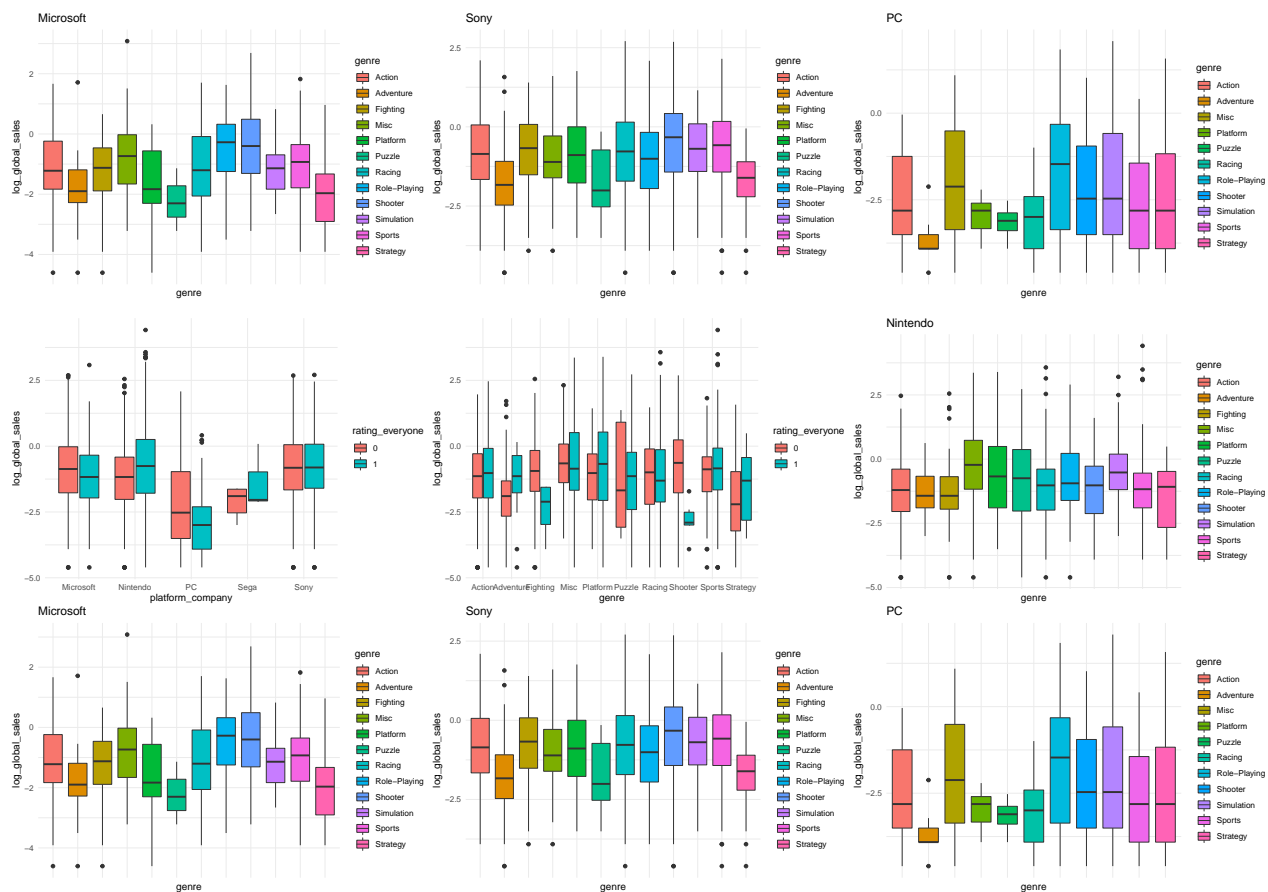 Microsoft
log_global_sales
2
0
−2
−4
genre
genre
Action
Adventure
Fighting
Misc
Platform
Puzzle
Racing
Role−Playing
Shooter
Simulation
Sports
Strategy
Sony
log_global_sales
2.5
0.0
−2.5
genre
genre
Action
Adventure
Fighting
Misc
Platform
Puzzle
Racing
Role−Playing
Shooter
Simulation
Sports
Strategy
PC
log_global_sales
0.0
−2.5
genre
genre
Action
Adventure
Misc
Platform
Puzzle
Racing
Role−Playing
Shooter
Simulation
Sports
Strategy
log_global_sales
2.5
0.0
−2.5
−5.0
Microsoft
Nintendo
PC
Sega
Sony
platform_company
rating_everyone
0
1
log_global_sales
2.5
0.0
−2.5
−5.0
Action
Adventure
Fighting
Misc
Platform
Puzzle
Racing
Shooter
Sports
Strategy
genre
rating_everyone
0
1
Nintendo
log_global_sales
2.5
0.0
−2.5
−5.0
genre
genre
Action
Adventure
Fighting
Misc
Platform
Puzzle
Racing
Role−Playing
Shooter
Simulation
Sports
Strategy
Microsoft
log_global_sales
2
0
−2
−4
genre
genre
Action
Adventure
Fighting
Misc
Platform
Puzzle
Racing
Role−Playing
Shooter
Simulation
Sports
Strategy
Sony
log_global_sales
2.5
0.0
−2.5
genre
genre
Action
Adventure
Fighting
Misc
Platform
Puzzle
Racing
Role−Playing
Shooter
Simulation
Sports
Strategy
PC
log_global_sales
0.0
−2.5
genre
genre
Action
Adventure
Misc
Platform
Puzzle
Racing
Role−Playing
Shooter
Simulation
Sports
Strategy